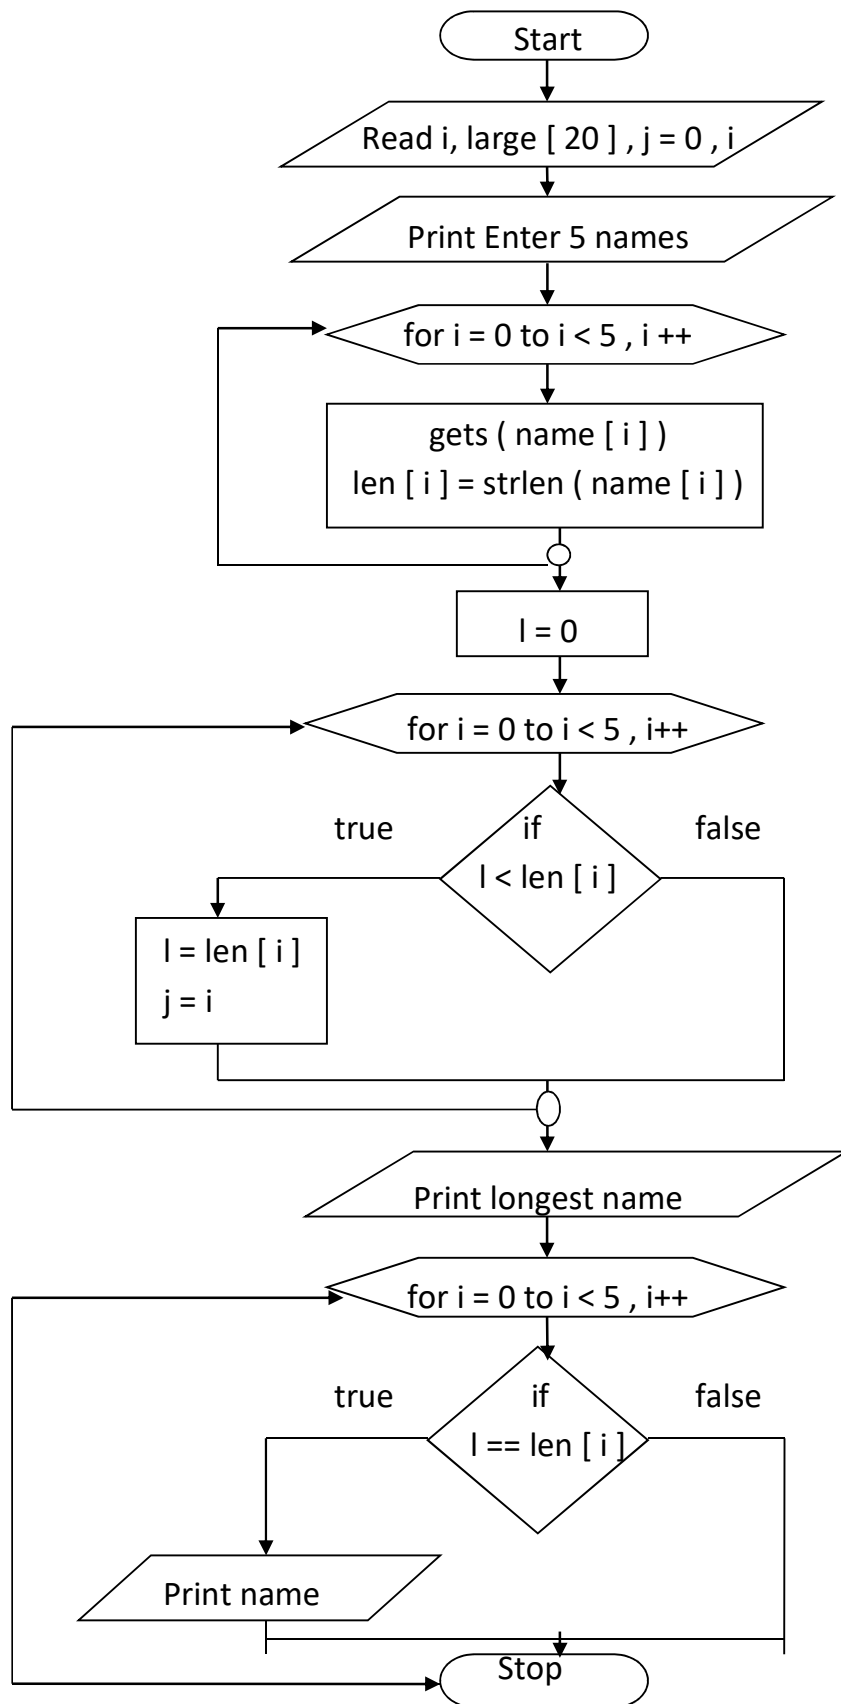 Start
Read i, large [ 20 ] , j = 0 , i
Print Enter 5 names
for i = 0 to i < 5 , i ++
gets ( name [ i ] )
len [ i ] = strlen ( name [ i ] )
l = 0
for i = 0 to i < 5 , i++
true if false
l < len [ i ]
l = len [ i ]
j = i
Print longest name
for i = 0 to i < 5 , i++
true if false
l == len [ i ]
Print name
Stop